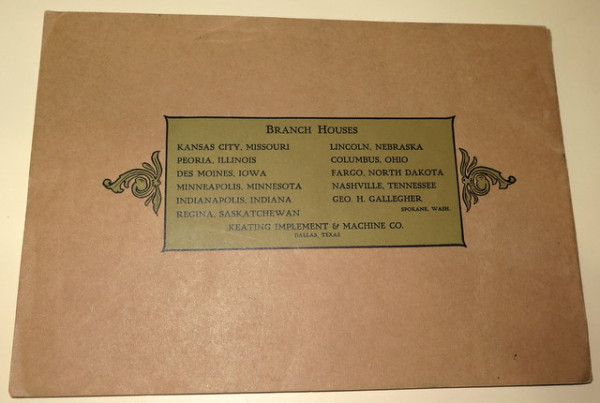 BRANCH HOUSES
KANSAS CITY, MISSOURI
PEORIA, ILLINOIS
DES MOINES, IOWA
MINNEAPOLIS, MINNESOTA
INDIANAPOLIS, INDIANA
REGINA, SASKATCHEWAN
LINCOLN, NEBRASKA
COLUMBUS, OHIO
FARGO, NORTH DAKOTA
NASHVILLE, TENNESSEE
GEO. H. GALLEGHER
SPOKANE, WASH.
KEATING IMPLEMENT & MACHINE CO.
DALLAS, TEXAS